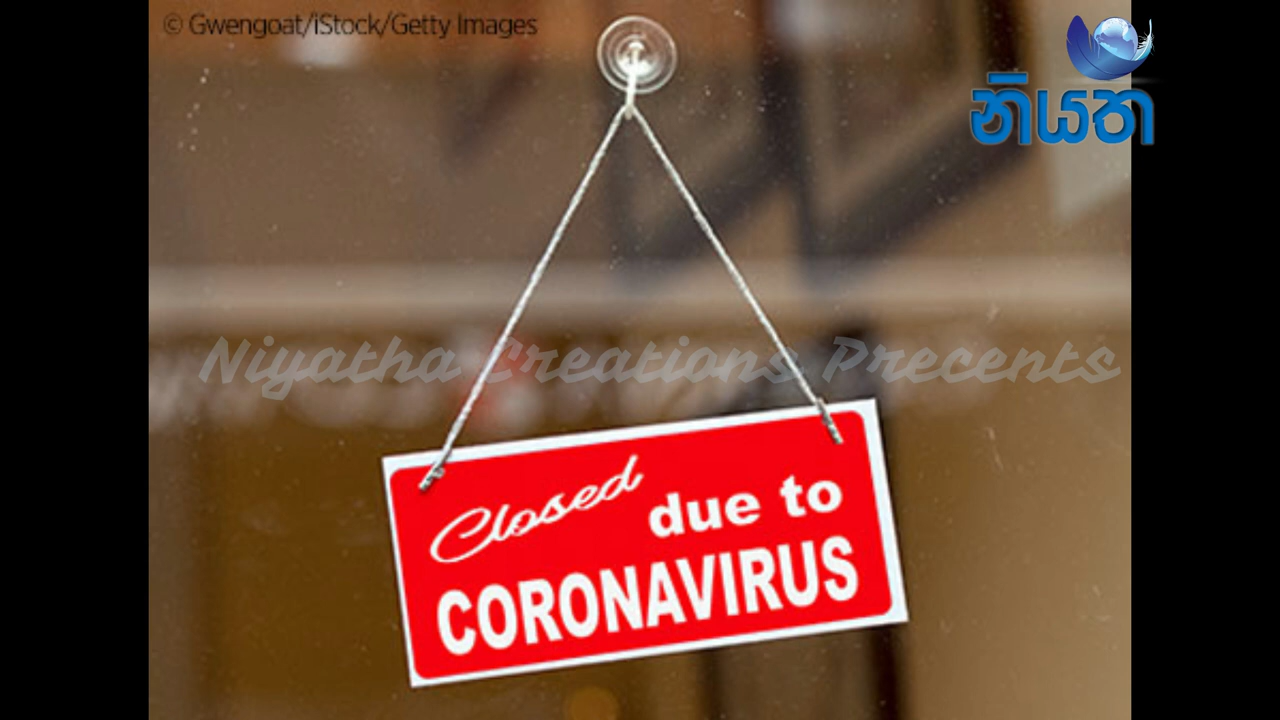 © Gwengoat/iStock/Getty Images
නියත
Niyatha Creations Precents
Closed due to
CORONAVIRUS